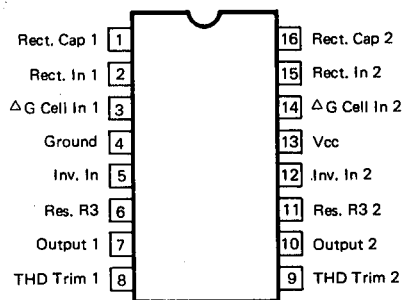 Rect. Cap 1 1
16 Rect. Cap 2
Rect. In 1 2
15 Rect. In 2
△G Cell In 1 3
14 △G Cell In 2
Ground 4
13 Vcc
Inv. In 5
12 Inv. In 2
Res. R3 6
11 Res. R3 2
Output 1 7
10 Output 2
THD Trim 1 8
9 THD Trim 2